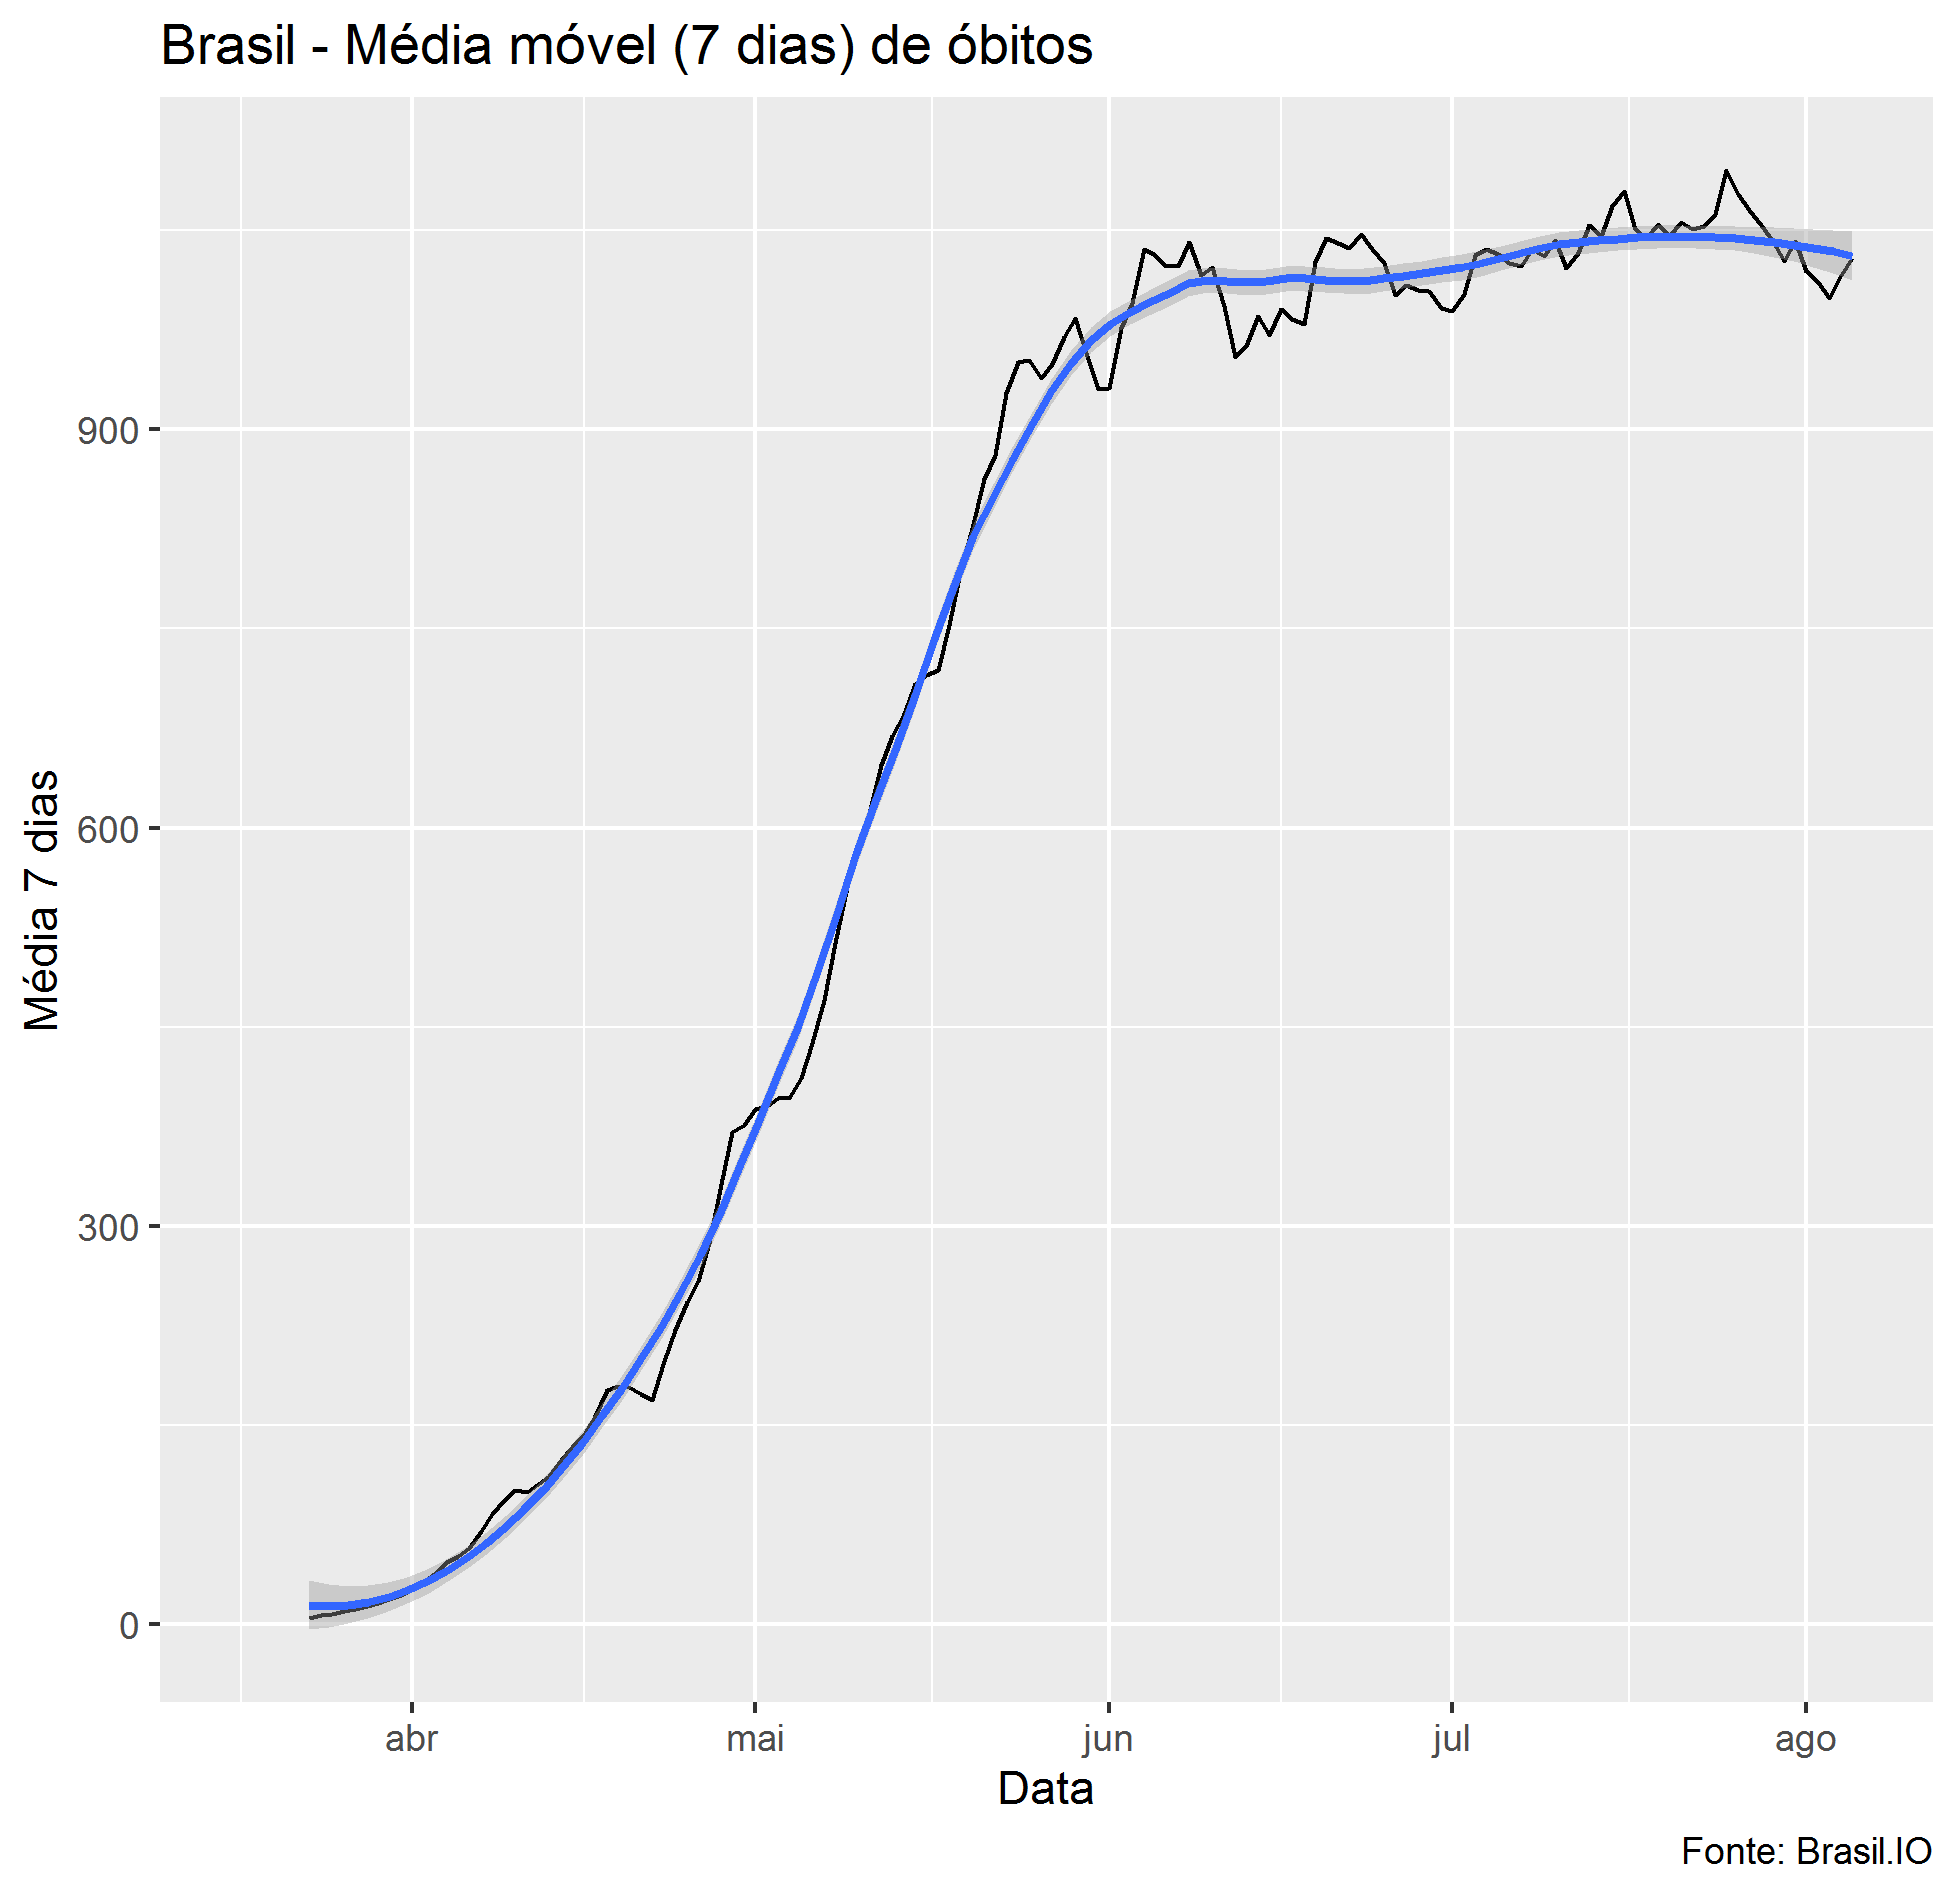 Brasil - Média móvel (7 dias) de óbitos
Média 7 dias
900
600
300
0
abr mai jun jul ago
Data
Fonte: Brasil.IO